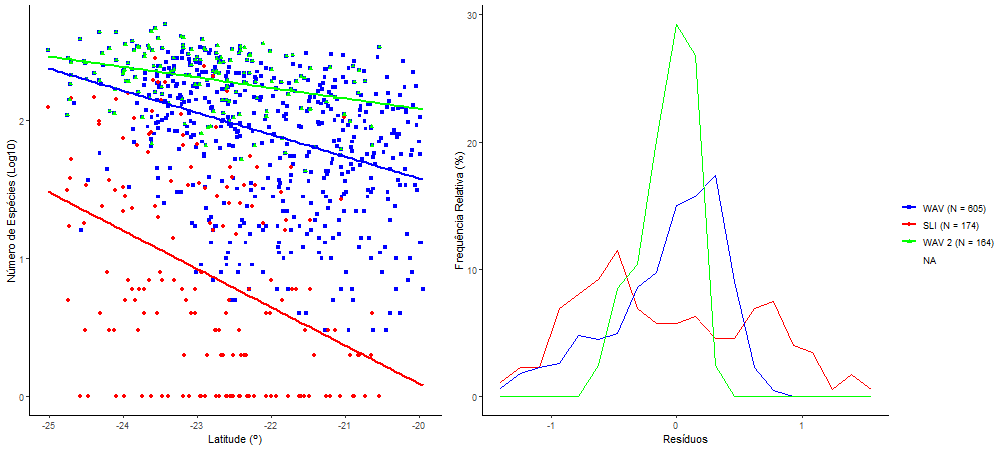 Número de Espécies (Log10)
2
1
0
-25
-24
-23
-22
-21
-20
Latitude (º)
Frequência Relativa (%)
30
20
10
0
-1
0
1
Resíduos
WAV (N = 605)
SLI (N = 174)
WAV 2 (N = 164)
NA